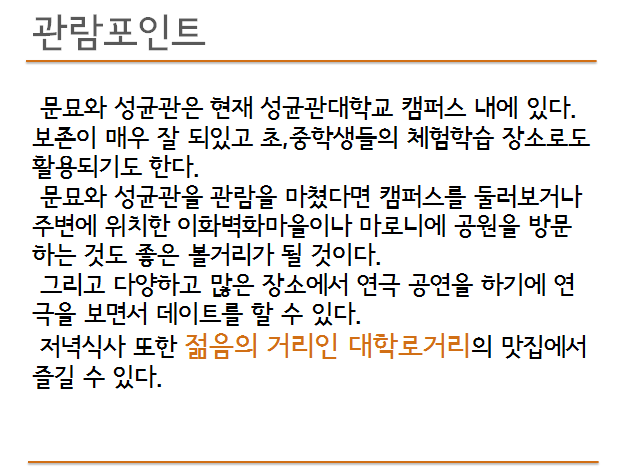 관람포인트
문묘와 성균관은 현재 성균관대학교 캠퍼스 내에 있다.
보존이 매우 잘 되있고 초,중학생들의 체험학습 장소로도
활용되기도 한다.
문묘와 성균관을 관람을 마쳤다면 캠퍼스를 둘러보거나
주변에 위치한 이화벽화마을이나 마로니에 공원을 방문
하는 것도 좋은 볼거리가 될 것이다.
그리고 다양하고 많은 장소에서 연극 공연을 하기에 연
극을 보면서 데이트를 할 수 있다.
저녁식사 또한 젊음의 거리인 대학로거리의 맛집에서
즐길 수 있다.